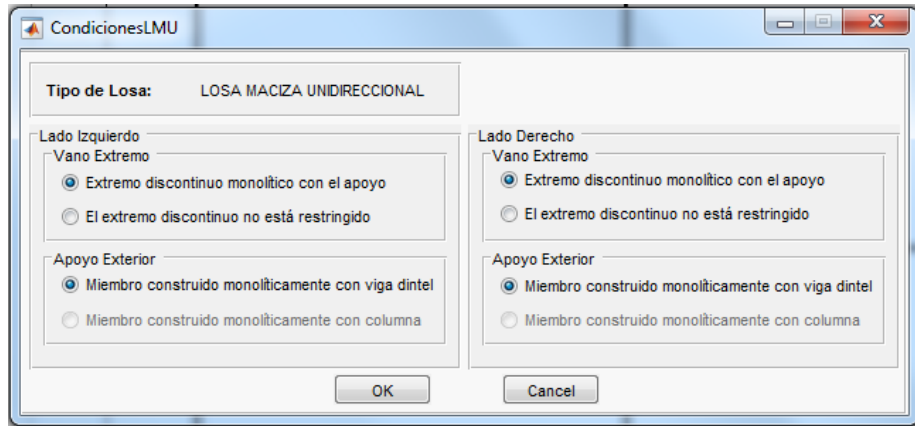 CondicionesLMU
Tipo de Losa: LOSA MACIZA UNIDIRECCIONAL
Lado Izquierdo
Vano Extremo
Extremo discontinuo monolítico con el apoyo
El extremo discontinuo no está restringido
Apoyo Exterior
Miembro construido monolíticamente con viga dintel
Miembro construido monolíticamente con columna
Lado Derecho
Vano Extremo
Extremo discontinuo monolítico con el apoyo
El extremo discontinuo no está restringido
Apoyo Exterior
Miembro construido monolíticamente con viga dintel
Miembro construido monolíticamente con columna
OK
Cancel